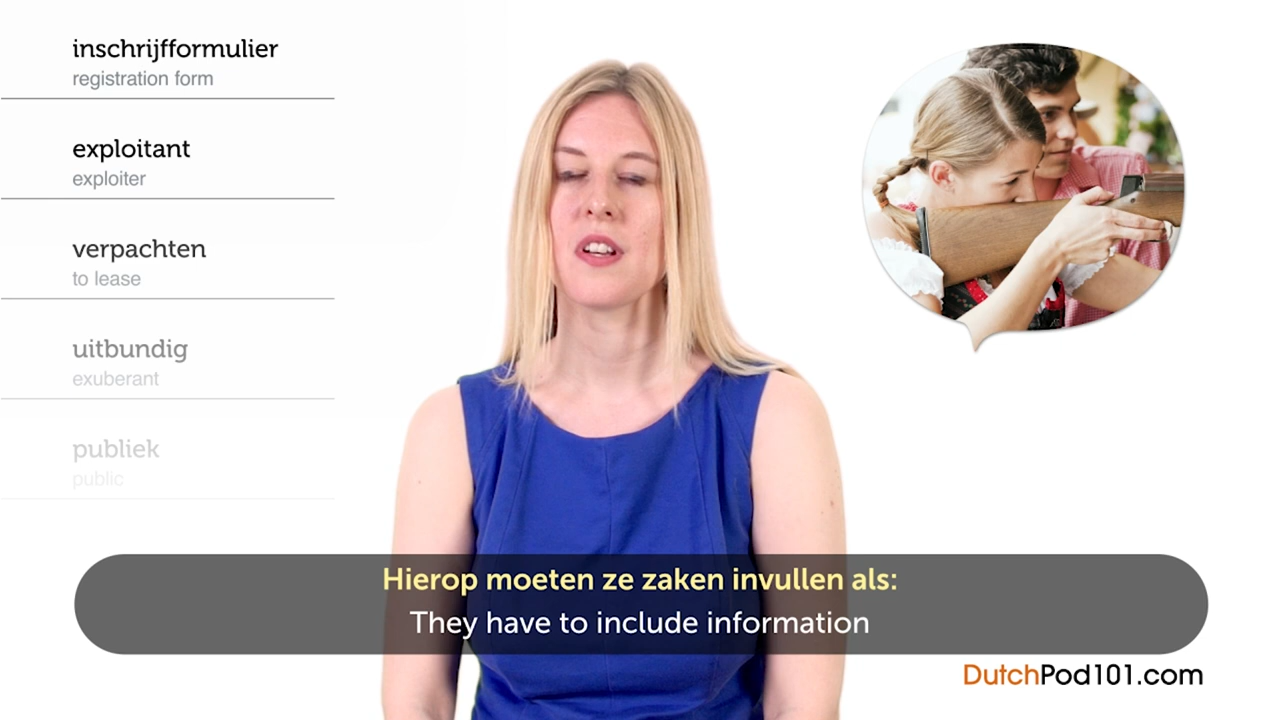 inschrijfformulier
registration form
exploitant
exploiter
verpachten
to lease
uitbundig
exuberant
publiek
public
Hierop moeten ze zaken invullen als:
They have to include information
DutchPod101.com